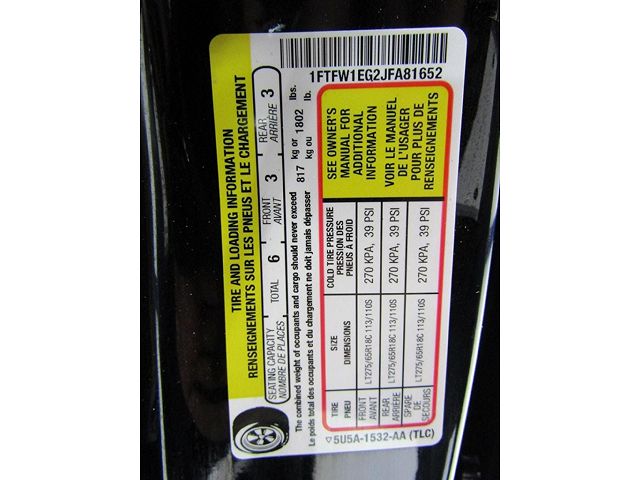 1FTFW1EG2JFA81652
TIRE AND LOADING INFORMATION
RENSEIGNEMENTS SUR LES PNEUS ET LE CHARGEMENT
SEATING CAPACITY TOTAL 6 FRONT 3 REAR 3
NOMBRE DE PLACES AVANT ARRIÈRE
The combined weight of occupants and cargo should never exceed 817 kg or 1802 lbs.
Le poids total des occupants et du chargement ne doit jamais dépasser kg ou lb.
TIRE SIZE COLD TIRE PRESSURE
PNEU DIMENSIONS PRESSION DES
PNEUS À FROID
FRONT
AVANT LT275/65R18C 113/110S 270 KPA, 39 PSI
REAR
ARRIÈRE LT275/65R18C 113/110S 270 KPA, 39 PSI
SPARE
DE
SECOURS LT275/65R18C 113/110S 270 KPA, 39 PSI
SEE OWNER'S
MANUAL FOR
ADDITIONAL
INFORMATION
VOIR LE MANUEL
DE L'USAGER
POUR PLUS DE
RENSEIGNEMENTS
▽5U5A-1532-AA (TLC)